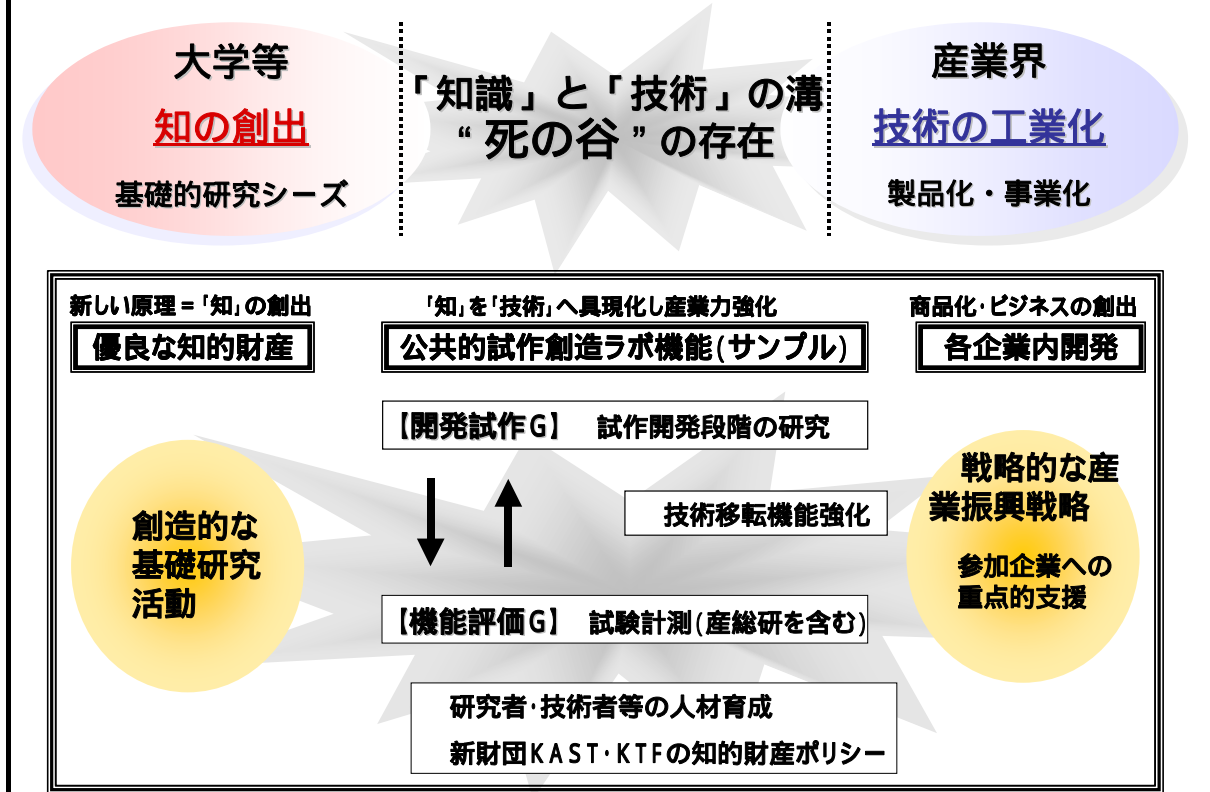 大学等
知の創出
基礎的研究シーズ
「知識」と「技術」の溝
“死の谷”の存在
産業界
技術の工業化
製品化・事業化
新しい原理=「知」の創出
優良な知的財産
「知」を「技術」へ具現化し産業力強化
公共的試作創造ラボ機能(サンプル)
商品化・ビジネスの創出
各企業内開発
【開発試作G】 試作開発段階の研究
技術移転機能強化
【機能評価G】 試験計測(産総研を含む)
創造的な
基礎研究
活動
戦略的な産
業振興戦略
参加企業への
重点的支援
研究者・技術者等の人材育成
新財団KAST・KTFの知的財産ポリシー